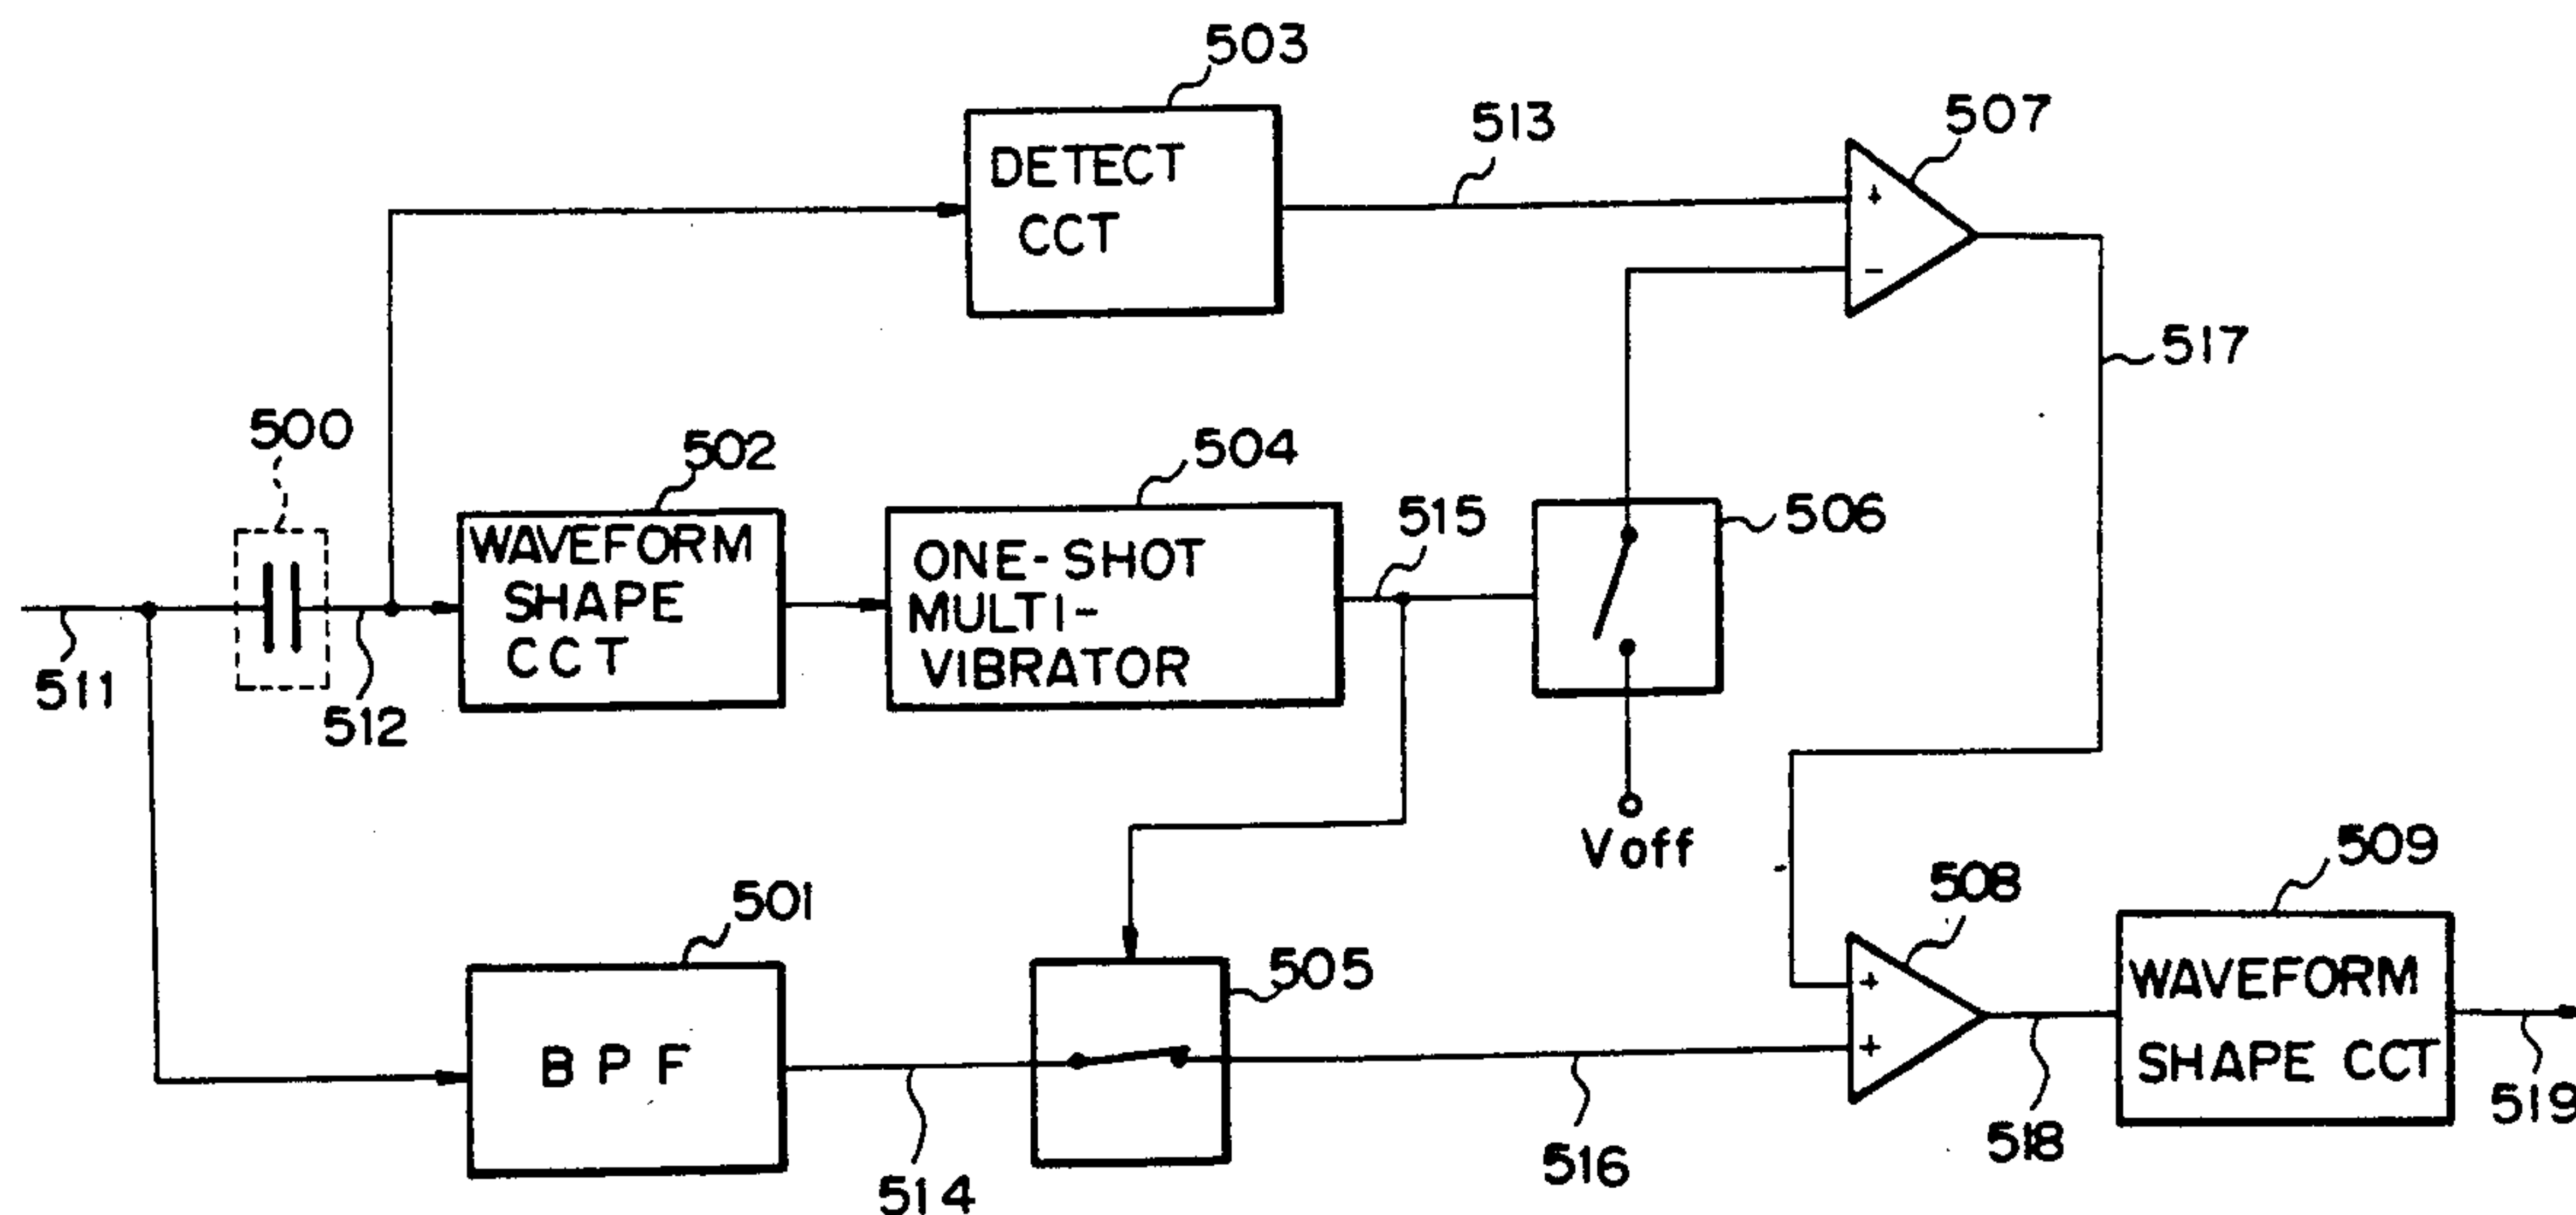 503
DETECT
CCT
513
507
+
-
517
500
502
WAVEFORM
SHAPE
CCT
504
ONE-SHOT
MULTI-
VIBRATOR
515
506
511
512
Voff
501
BPF
514
505
516
508
+
+
518
509
WAVEFORM
SHAPE CCT
519